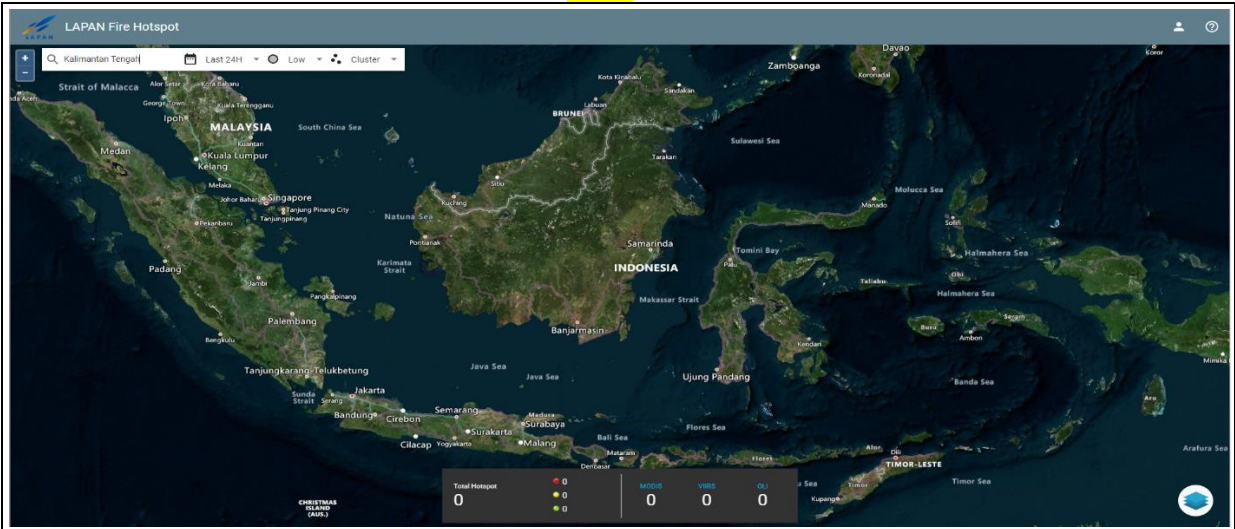 LAPAN
LAPAN Fire Hotspot
+
-
Kalimantan Tengah
Last 24H
Low
Cluster
Davao
Koror
Zamboanga
Koronadal
Kota Kinabalu
Sandakan
Strait of Malacca
Alor Setar
Kota Baharu
George Town
Kuala Terengganu
Labuan
BRUNEI
Ipoh
MALAYSIA
South China Sea
Kuantan
Medan
Kuala Lumpur
Kelang
Tarakan
Sulawesi Sea
Melaka
Sibu
Molucca Sea
Johor Baharu
Singapore
Kuching
Manado
Tanjung Pinang City
Tanjungpinang
Natuna Sea
Pekanbaru
Sofifi
Pontianak
Samarinda
Tomini Bay
Halmahera Sea
Karimata
Strait
Padang
INDONESIA
Palu
Obi
Jambi
Taliabu
Pangkalpinang
Makassar Strait
Halmahera Sea
Palembang
Banjarmasin
Buru
Seram
Ambon
Bengkulu
Kendari
Mimika
Tanjungkarang-Telukbetung
Java Sea
Java Sea
Ujung Pandang
Banda Sea
Sunda
Strait
Serang
Jakarta
Aru
Bandung
Cirebon
Semarang
Madura
Surabaya
Flores Sea
Cilacap
Yogyakarta
Surakarta
Malang
Bali Sea
Arafura Sea
Mataram
Denpasar
Flores
Alor
Dili
TIMOR-LESTE
Timor
Timor Sea
Kupang
CHRISTMAS
ISLAND
(AUS.)
Total Hotspot
0
0
0
0
MODIS
0
VIIRS
0
OLI
0